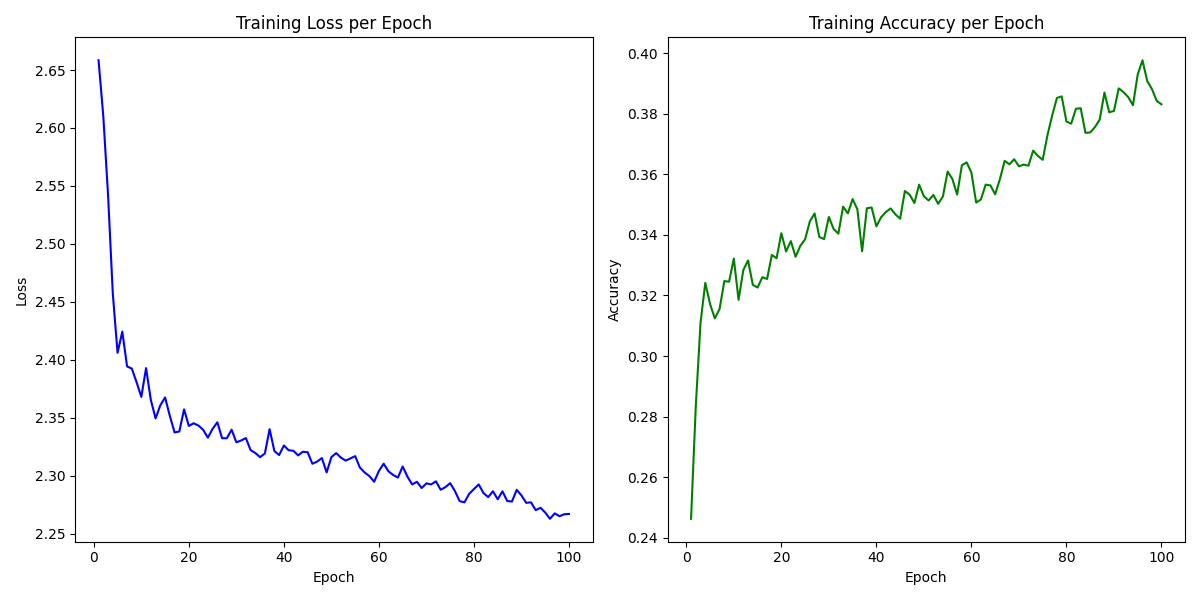 Training Loss per Epoch
2.65
2.60
2.55
2.50
2.45
2.40
2.35
2.30
2.25
Loss
0 20 40 60 80 100
Epoch
Training Accuracy per Epoch
0.40
0.38
0.36
0.34
0.32
0.30
0.28
0.26
0.24
Accuracy
0 20 40 60 80 100
Epoch